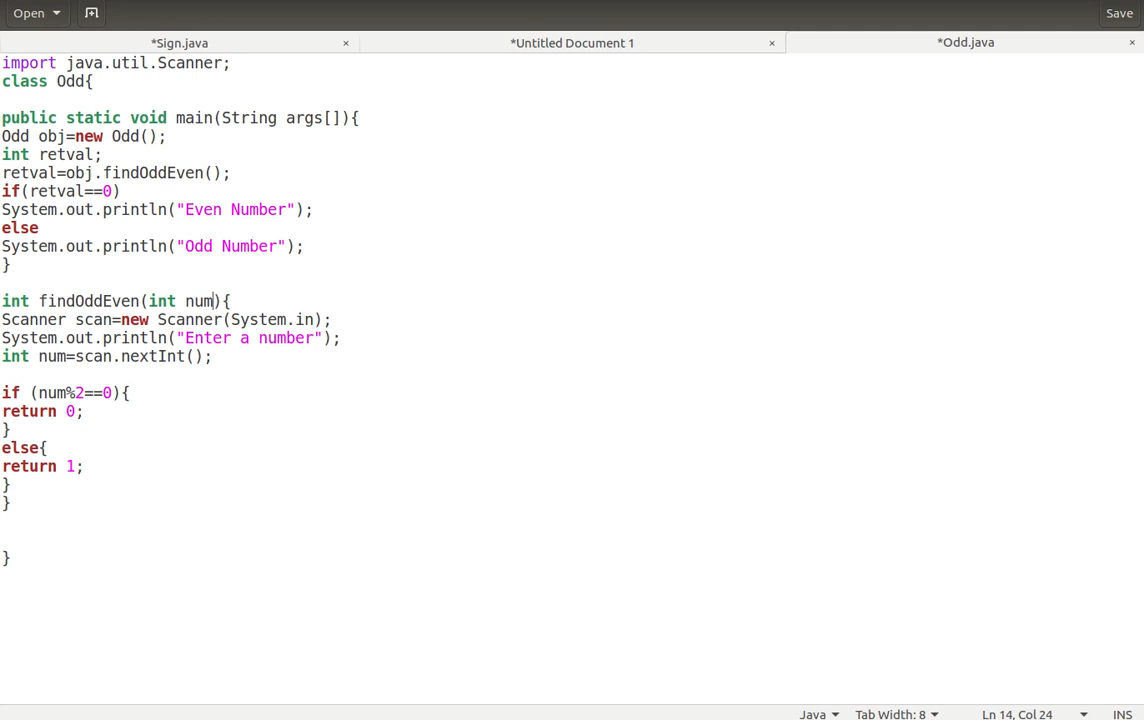 Open
Save
*Sign.java
*Untitled Document 1
*Odd.java
import java.util.Scanner;
class Odd{
public static void main(String args[]){
Odd obj=new Odd();
int retval;
retval=obj.findOddEven();
if(retval==0)
System.out.println("Even Number");
else
System.out.println("Odd Number");
}
int findOddEven(int num){
Scanner scan=new Scanner(System.in);
System.out.println("Enter a number");
int num=scan.nextInt();
if (num%2==0){
return 0;
}
else{
return 1;
}
}
}
Java Tab Width: 8 Ln 14, Col 24 INS